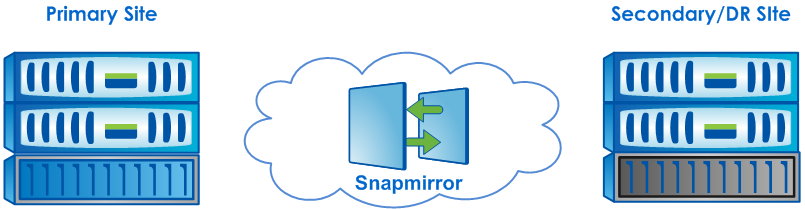 Primary Site
Secondary/DR SIte
Snapmirror